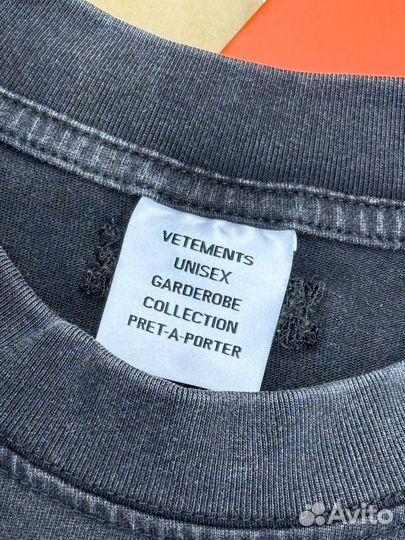 VETEMENTS
UNISEX
GARDEROBE
COLLECTION
PRET-A-PORTER
Avito